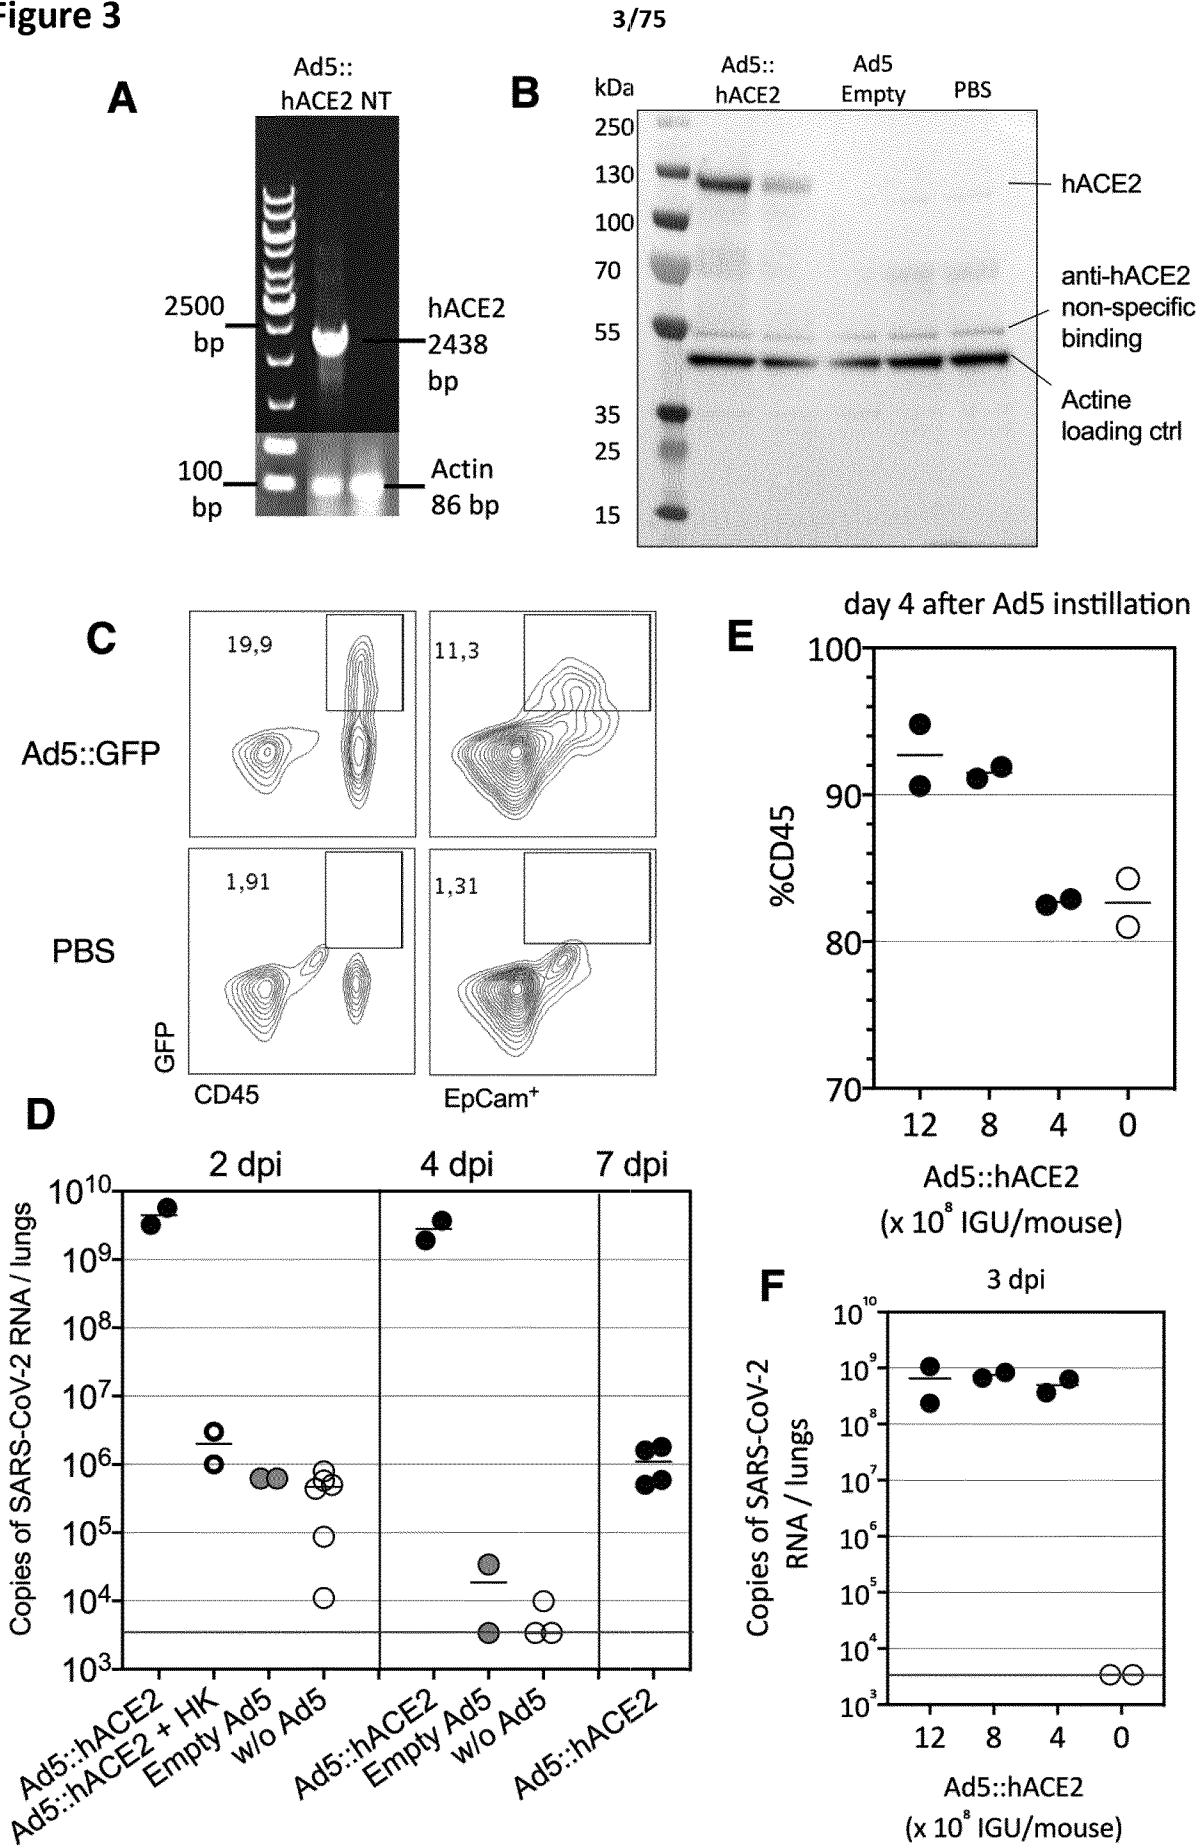 Figure 3
3/75
A
Ad5::
hACE2 NT
2500
bp
hACE2
2438
bp
100
bp
Actin
86 bp
B
kDa
Ad5::
hACE2
Ad5
Empty
PBS
250
130
100
70
55
35
25
15
hACE2
anti-hACE2
non-specific
binding
Actine
loading ctrl
C
Ad5::GFP
19,9
11,3
PBS
1,91
1,31
GFP
CD45
EpCam⁺
D
2 dpi
4 dpi
7 dpi
Copies of SARS-CoV-2 RNA / lungs
10¹⁰
10⁹
10⁸
10⁷
10⁶
10⁵
10⁴
10³
Ad5::hACE2
Ad5::hACE2 + HK
Empty Ad5
w/o Ad5
Ad5::hACE2
Empty Ad5
w/o Ad5
Ad5::hACE2
E
day 4 after Ad5 instillation
%CD45
100
90
80
70
12 8 4 0
Ad5::hACE2
(x 10⁸ IGU/mouse)
F
3 dpi
Copies of SARS-CoV-2
RNA / lungs
10¹⁰
10⁹
10⁸
10⁷
10⁶
10⁵
10⁴
10³
12 8 4 0
Ad5::hACE2
(x 10⁸ IGU/mouse)